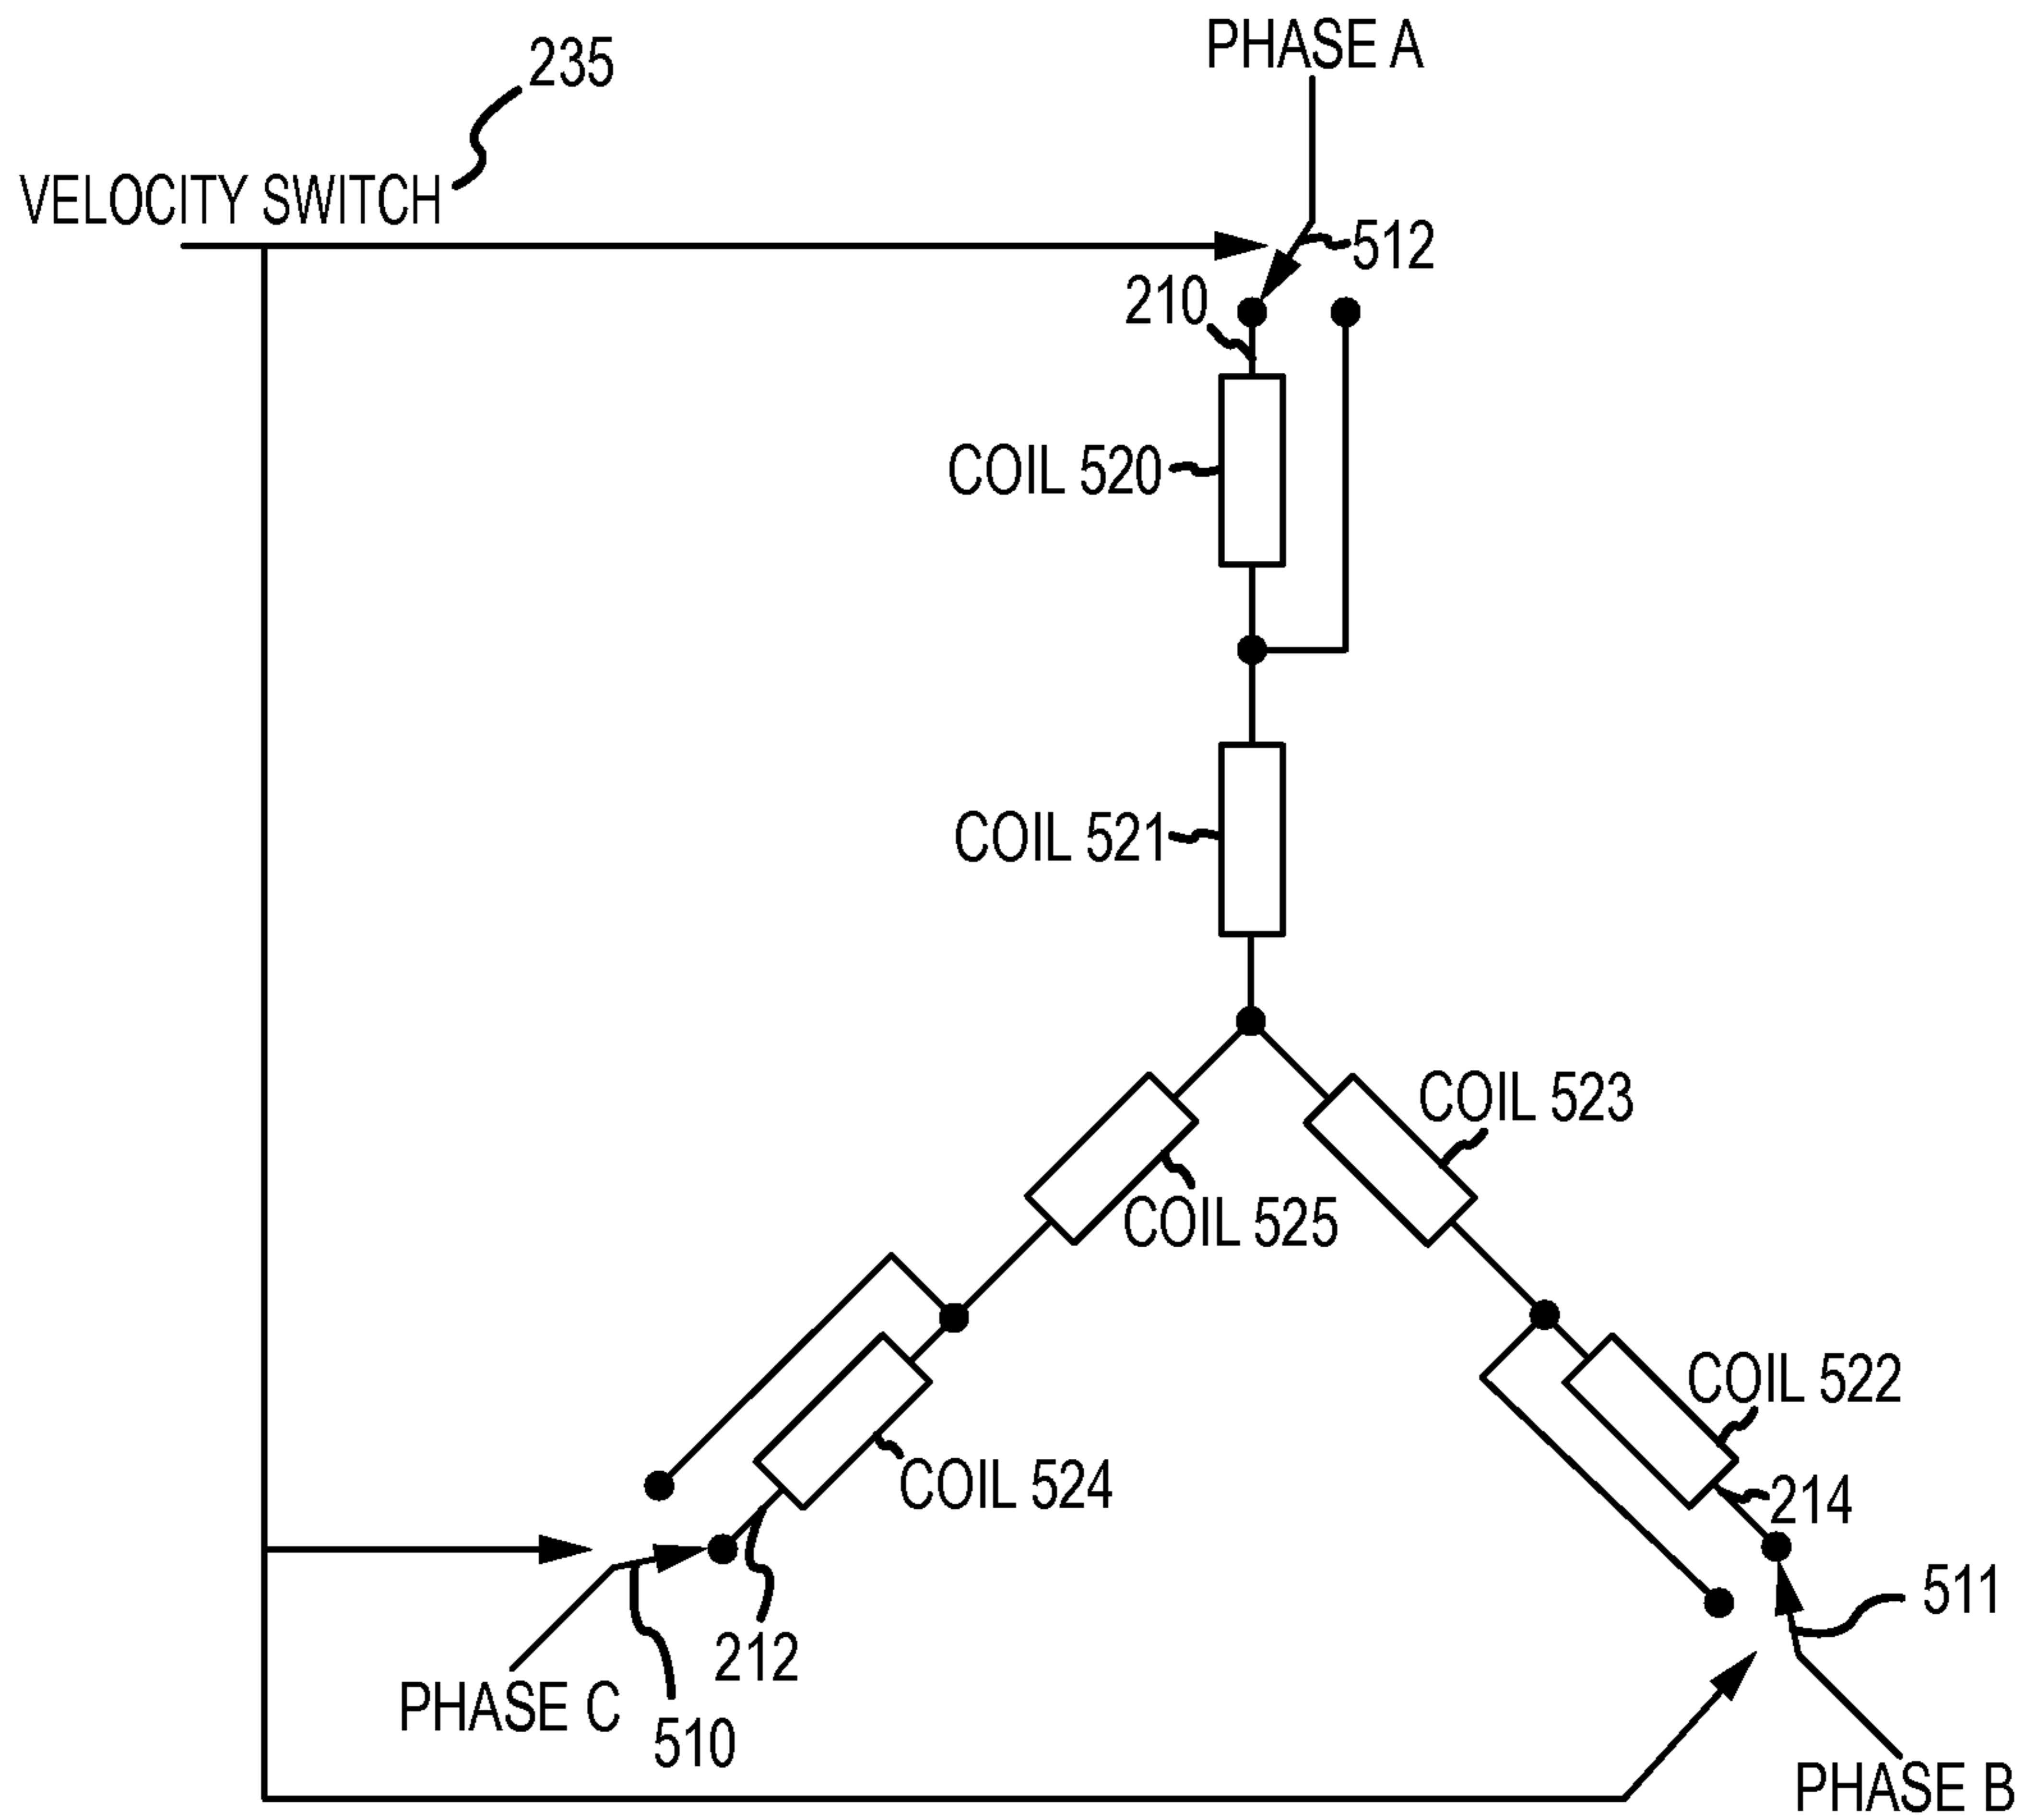 PHASE A
235
VELOCITY SWITCH
512
210
COIL 520
COIL 521
COIL 523
COIL 525
COIL 522
COIL 524
214
511
212
PHASE C
510
PHASE B